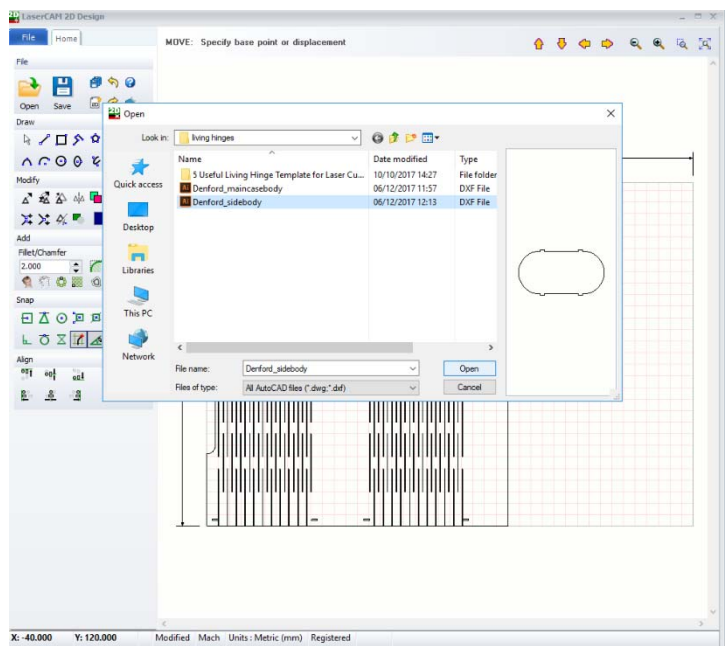 LaserCAM 2D Design
File Home
MOVE: Specify base point or displacement
File
Open Save
Draw
Modify
Add
Fillet/Chamfer
2.000
Snap
Align
Open
Look in: living hinges
Name Date modified Type
5 Useful Living Hinge Template for Laser Cu... 10/10/2017 14:27 File folder
Denford_maincasebody 06/12/2017 11:57 DXF File
Denford_sidebody 06/12/2017 12:13 DXF File
Quick access
Desktop
Libraries
This PC
Network
File name: Denford_sidebody Open
Files of type: All AutoCAD files (*.dwg;*.dxf) Cancel
X: -40.000 Y: 120.000 Modified Mach Units : Metric (mm) Registered